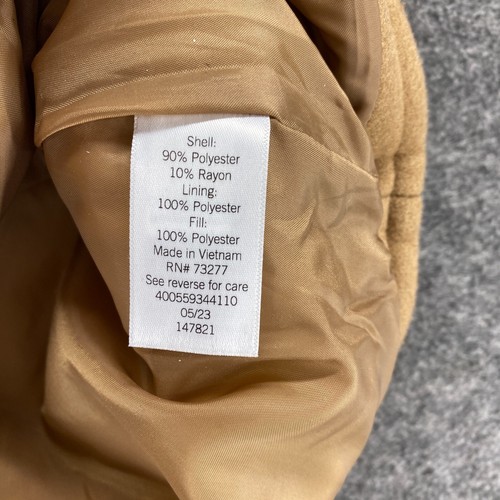 Shell:
90% Polyester
10% Rayon
Lining:
100% Polyester
Fill:
100% Polyester
Made in Vietnam
RN# 73277
See reverse for care
400559344110
05/23
147821